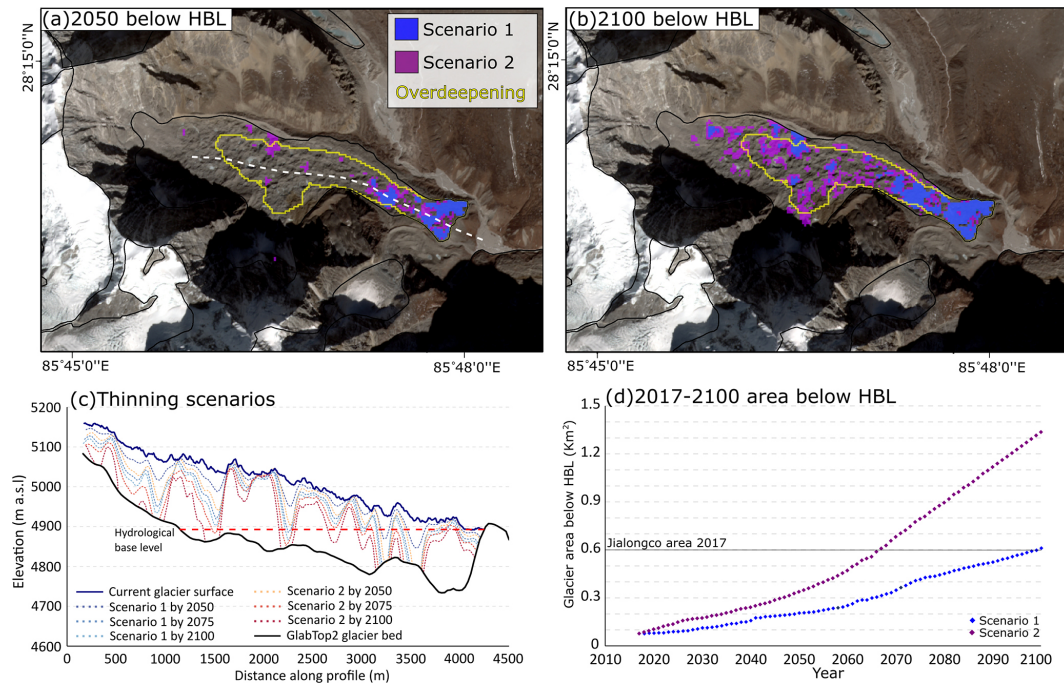 (a)2050 below HBL
Scenario 1
Scenario 2
Overdeepening
28°15'0''N
85°45'0''E
85°48'0''E
(b)2100 below HBL
28°15'0''N
85°45'0''E
85°48'0''E
(c)Thinning scenarios
Elevation (m a.s.l)
5200
5100
5000
4900
4800
4700
4600
Hydrological
base level
Current glacier surface
Scenario 1 by 2050
Scenario 1 by 2075
Scenario 1 by 2100
Scenario 2 by 2050
Scenario 2 by 2075
Scenario 2 by 2100
GlabTop2 glacier bed
0 500 1000 1500 2000 2500 3000 3500 4000 4500
Distance along profile (m)
(d)2017-2100 area below HBL
Glacier area below HBL (Km²)
1.5
1.2
0.9
0.6
0.3
0
Jialongco area 2017
Scenario 1
Scenario 2
2010 2020 2030 2040 2050 2060 2070 2080 2090 2100
Year